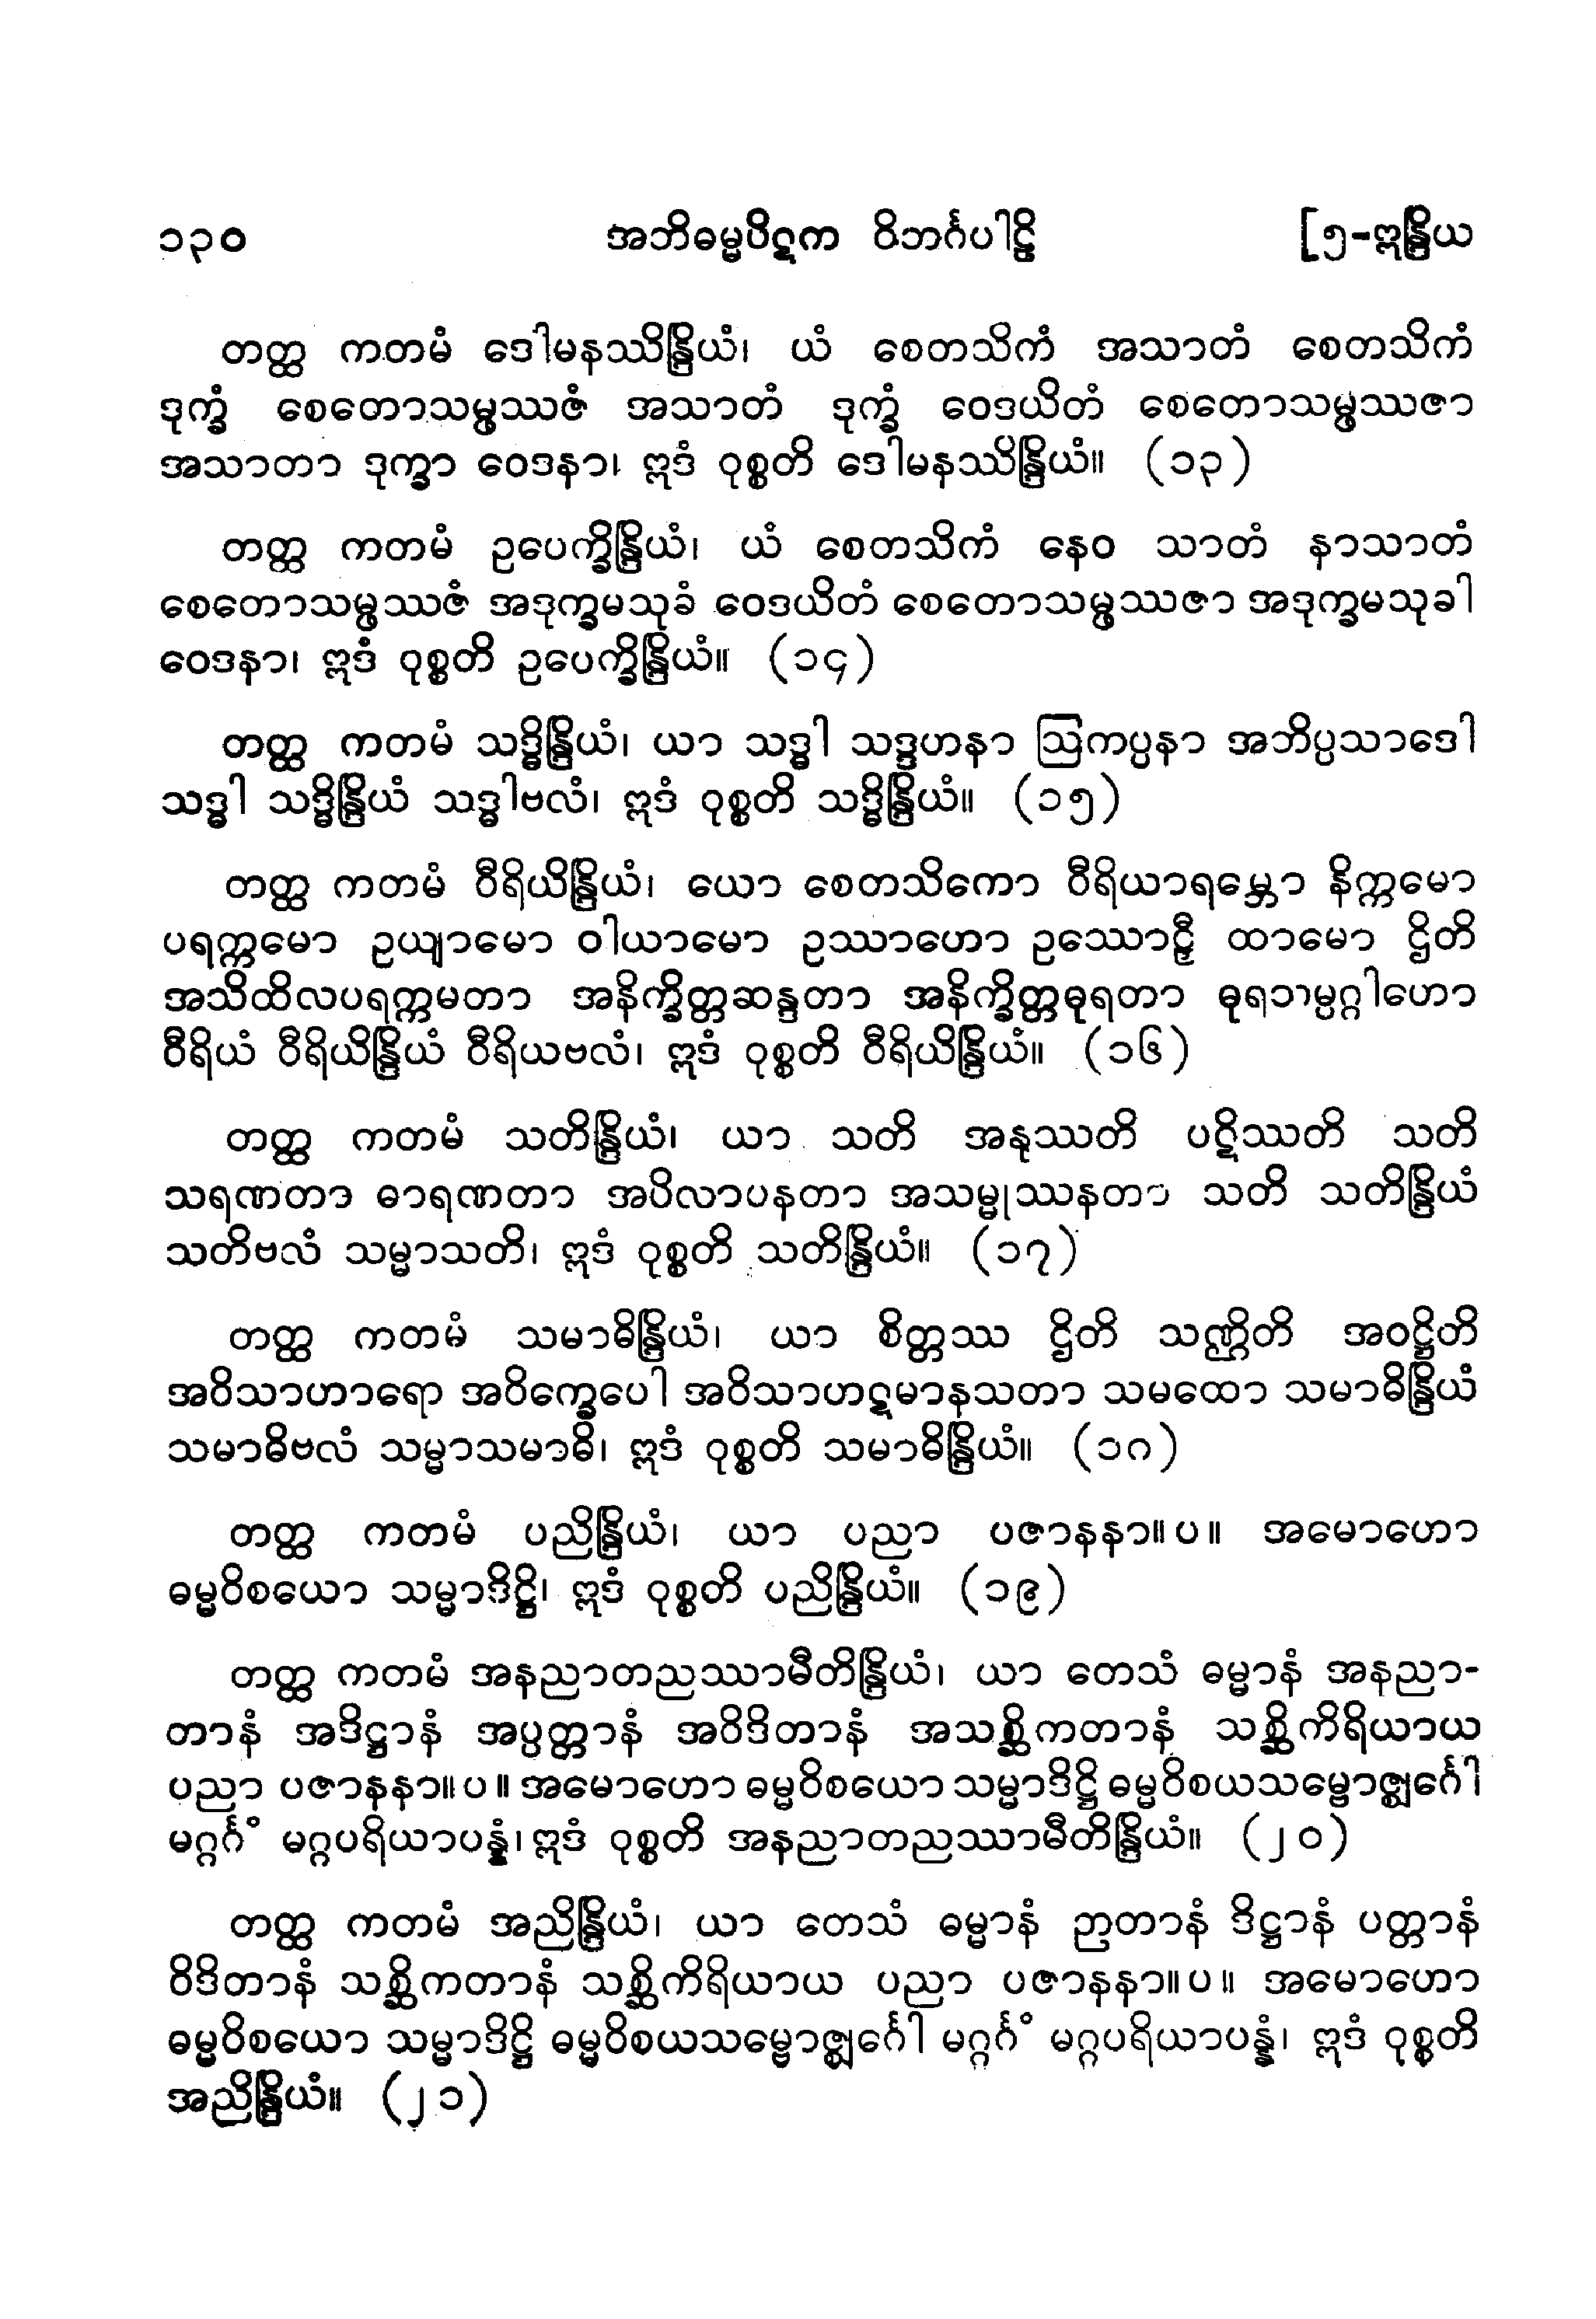 ၁၃၀ အဘိဓမ္မပိဋက ဝိဘင်္ဂပါဠိ [၅-ဣန္ဒြိယ
တတ္ထ ကတမံ ဒေါမနဿိန္ဒြိယံ၊ ယံ စေတသိကံ အသာတံ စေတသိကံ
ဒုက္ခံ စေတောသမ္ဖဿဇံ အသာတံ ဒုက္ခံ ဝေဒယိတံ စေတောသမ္ဖဿဇာ
အသာတာ ဒုက္ခာ ဝေဒနာ၊ ဣဒံ ဝုစ္စတိ ဒေါမနဿိန္ဒြိယံ။ (၁၃)
တတ္ထ ကတမံ ဥပေက္ခိန္ဒြိယံ၊ ယံ စေတသိကံ နေဝ သာတံ နာသာတံ
စေတောသမ္ဖဿဇံ အဒုက္ခမသုခံ ဝေဒယိတံ စေတောသမ္ဖဿဇာ အဒုက္ခမသုခါ
ဝေဒနာ၊ ဣဒံ ဝုစ္စတိ ဥပေက္ခိန္ဒြိယံ။ (၁၄)
တတ္ထ ကတမံ သဒ္ဓိန္ဒြိယံ၊ ယာ သဒ္ဓါ သဒ္ဒဟနာ ဩကပ္ပနာ အဘိပ္ပသာဒေါ
သဒ္ဓါ သဒ္ဓိန္ဒြိယံ သဒ္ဓါဗလံ၊ ဣဒံ ဝုစ္စတိ သဒ္ဓိန္ဒြိယံ။ (၁၅)
တတ္ထ ကတမံ ဝီရိယိန္ဒြိယံ၊ ယော စေတသိကော ဝီရိယာရမ္ဘော နိက္ကမော
ပရက္ကမော ဥယျာမော ဝါယာမော ဥဿာဟော ဥဿောဠှီ ထာမော ဌိတိ
အသိထိလပရက္ကမတာ အနိက္ခိတ္တဆန္ဒတာ အနိက္ခိတ္တဓုရတာ ဓုရသမ္ပဂ္ဂါဟော
ဝီရိယံ ဝီရိယိန္ဒြိယံ ဝီရိယဗလံ၊ ဣဒံ ဝုစ္စတိ ဝီရိယိန္ဒြိယံ။ (၁၆)
တတ္ထ ကတမံ သတိန္ဒြိယံ၊ ယာ သတိ အနုဿတိ ပဋိဿတိ သတိ
သရဏတာ ဓာရဏတာ အပိလာပနတာ အသမ္မုဿနတာ သတိ သတိန္ဒြိယံ
သတိဗလံ သမ္မာသတိ၊ ဣဒံ ဝုစ္စတိ သတိန္ဒြိယံ။ (၁၇)
တတ္ထ ကတမံ သမာဓိန္ဒြိယံ၊ ယာ စိတ္တဿ ဌိတိ သဏ္ဌိတိ အဝဋ္ဌိတိ
အဝိသာဟာရော အဝိက္ခေပေါ အဝိသာဟဋမာနသတာ သမထော သမာဓိန္ဒြိယံ
သမာဓိဗလံ သမ္မာသမာဓိ၊ ဣဒံ ဝုစ္စတိ သမာဓိန္ဒြိယံ။ (၁၈)
တတ္ထ ကတမံ ပညိန္ဒြိယံ၊ ယာ ပညာ ပဇာနနာ။ပ။ အမောဟော
ဓမ္မဝိစယော သမ္မာဒိဋ္ဌိ၊ ဣဒံ ဝုစ္စတိ ပညိန္ဒြိယံ။ (၁၉)
တတ္ထ ကတမံ အနညာတညဿာမီတိန္ဒြိယံ၊ ယာ တေသံ ဓမ္မာနံ အနညာ-
တာနံ အဒိဋ္ဌာနံ အပ္ပတ္တာနံ အဝိဒိတာနံ အသစ္ဆိကတာနံ သစ္ဆိကိရိယာယ
ပညာ ပဇာနနာ။ပ။ အမောဟော ဓမ္မဝိစယော သမ္မာဒိဋ္ဌိ ဓမ္မဝိစယသမ္ဗောဇ္ဈင်္ဂေါ
မဂ္ဂင်္ဂံ မဂ္ဂပရိယာပန္နံ၊ ဣဒံ ဝုစ္စတိ အနညာတညဿာမီတိန္ဒြိယံ။ (၂၀)
တတ္ထ ကတမံ အညိန္ဒြိယံ၊ ယာ တေသံ ဓမ္မာနံ ဉာတာနံ ဒိဋ္ဌာနံ ပတ္တာနံ
ဝိဒိတာနံ သစ္ဆိကတာနံ သစ္ဆိကိရိယာယ ပညာ ပဇာနနာ။ပ။ အမောဟော
ဓမ္မဝိစယော သမ္မာဒိဋ္ဌိ ဓမ္မဝိစယသမ္ဗောဇ္ဈင်္ဂေါ မဂ္ဂင်္ဂံ မဂ္ဂပရိယာပန္နံ၊ ဣဒံ ဝုစ္စတိ
အညိန္ဒြိယံ။ (၂၁)